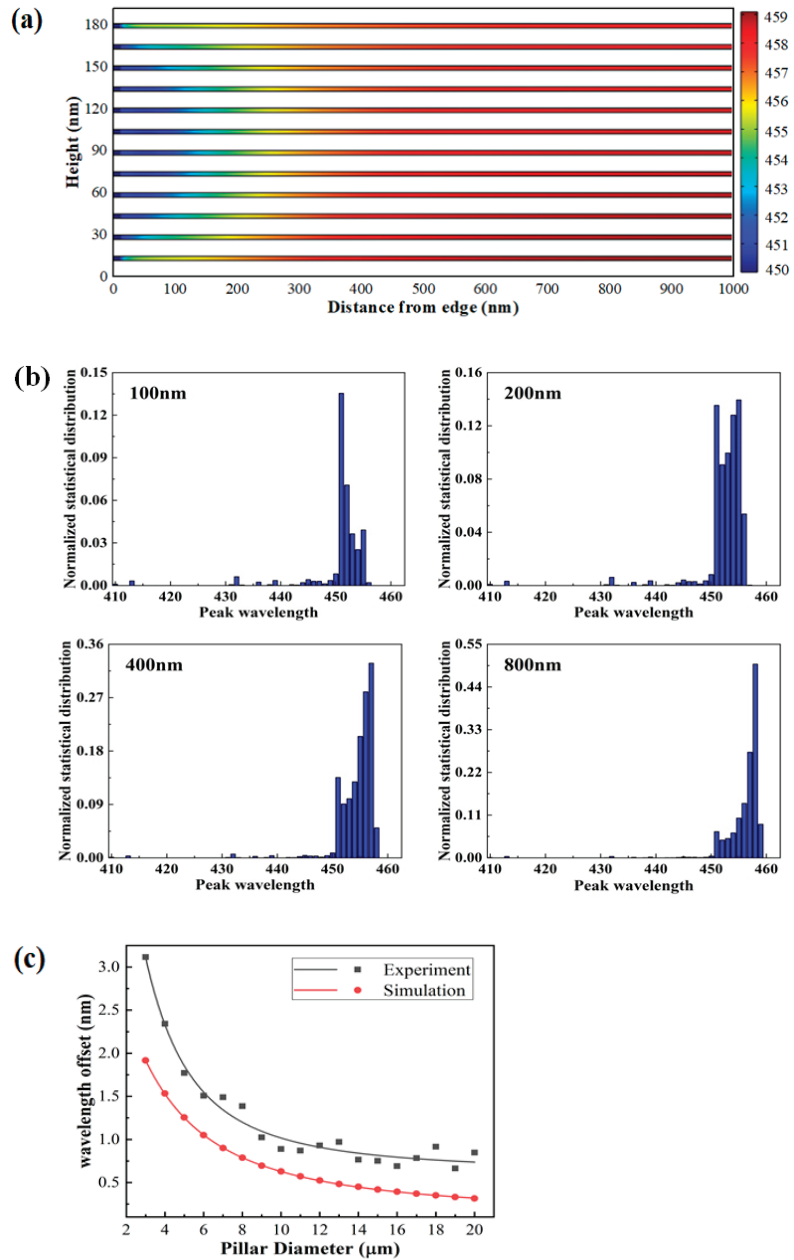 (a)
180
150
120
90
60
30
0
Height (nm)
0 100 200 300 400 500 600 700 800 900 1000
Distance from edge (nm)
459
458
457
456
455
454
453
452
451
450
(b)
100nm
0.15
0.12
0.09
0.06
0.03
0.00
Normalized statistical distribution
410 420 430 440 450 460
Peak wavelength
200nm
0.16
0.12
0.08
0.04
0.00
Normalized statistical distribution
410 420 430 440 450 460
Peak wavelength
400nm
0.36
0.27
0.18
0.09
0.00
Normalized statistical distribution
410 420 430 440 450 460
Peak wavelength
800nm
0.55
0.44
0.33
0.22
0.11
0.00
Normalized statistical distribution
410 420 430 440 450 460
Peak wavelength
(c)
Experiment
Simulation
3.0
2.5
2.0
1.5
1.0
0.5
wavelength offset (nm)
2 4 6 8 10 12 14 16 18 20
Pillar Diameter (μm)